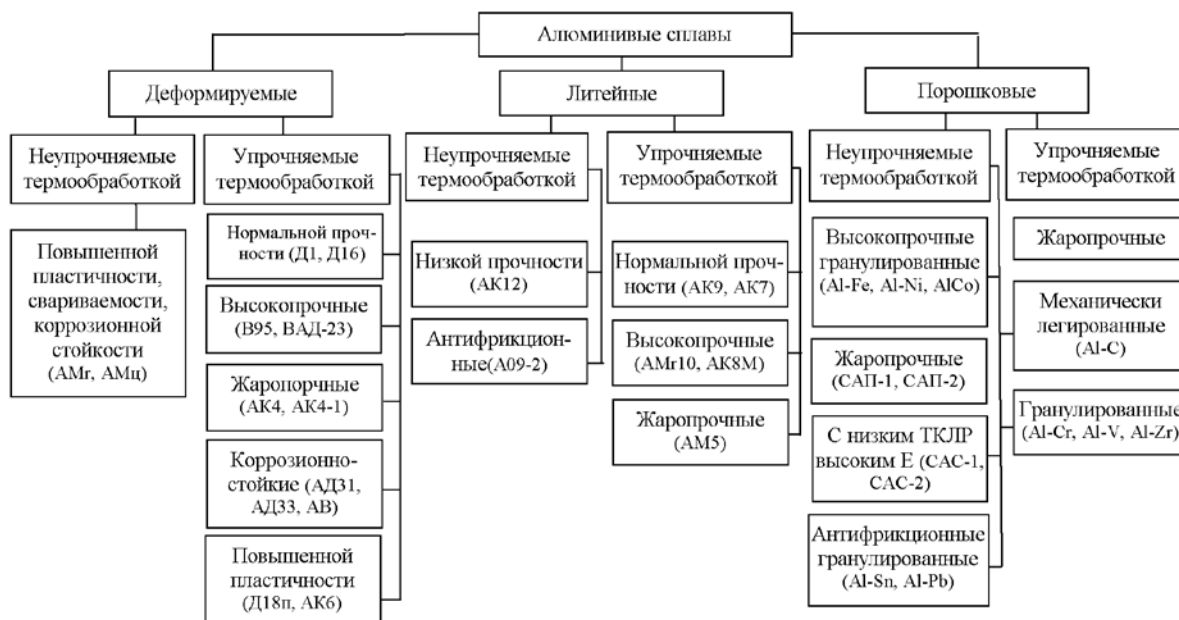 Алюминивые сплавы
Деформируемые
Литейные
Порошковые
Неупрочняемые
термообработкой
Упрочняемые
термообработкой
Неупрочняемые
термообработкой
Упрочняемые
термообработкой
Неупрочняемые
термообработкой
Упрочняемые
термообработкой
Повышенной
пластичности,
свариваемости,
коррозионной
стойкости
(АМг, АМц)
Нормальной проч-
ности (Д1, Д16)
Высокопрочные
(В95, ВАД-23)
Жаропорчные
(АК4, АК4-1)
Коррозионно-
стойкие (АД31,
АД33, АВ)
Повышенной
пластичности
(Д18п, АК6)
Низкой прочности
(АК12)
Антифрикцион-
ные(А09-2)
Нормальной проч-
ности (АК9, АК7)
Высокопрочные
(АМг10, АК8М)
Жаропрочные
(АМ5)
Высокопрочные
гранулированные
(Al-Fe, Al-Ni, AlCo)
Жаропрочные
(САП-1, САП-2)
С низким ТКЛР
высоким Е (САС-1,
САС-2)
Антифрикционные
гранулированные
(Al-Sn, Al-Pb)
Жаропрочные
Механически
легированные
(Al-C)
Гранулированные
(Al-Cr, Al-V, Al-Zr)